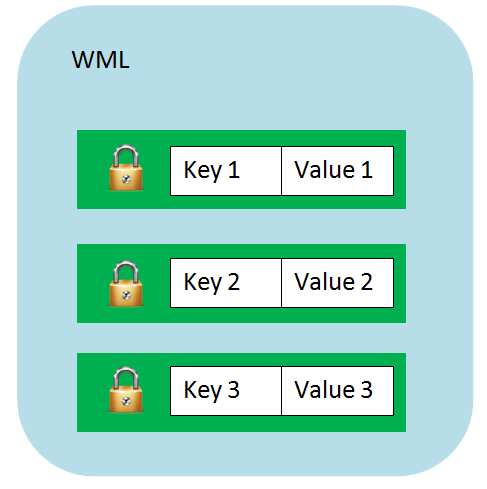 WML
Key 1 Value 1
Key 2 Value 2
Key 3 Value 3